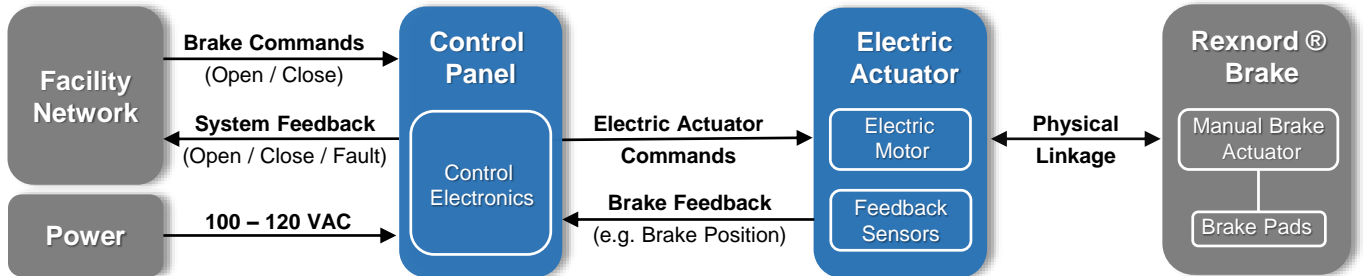 Facility
Network
Power
Brake Commands
(Open / Close)
System Feedback
(Open / Close / Fault)
100 – 120 VAC
Control
Panel
Control
Electronics
Electric Actuator
Commands
Brake Feedback
(e.g. Brake Position)
Electric
Actuator
Electric
Motor
Feedback
Sensors
Physical
Linkage
Rexnord ®
Brake
Manual Brake
Actuator
Brake Pads